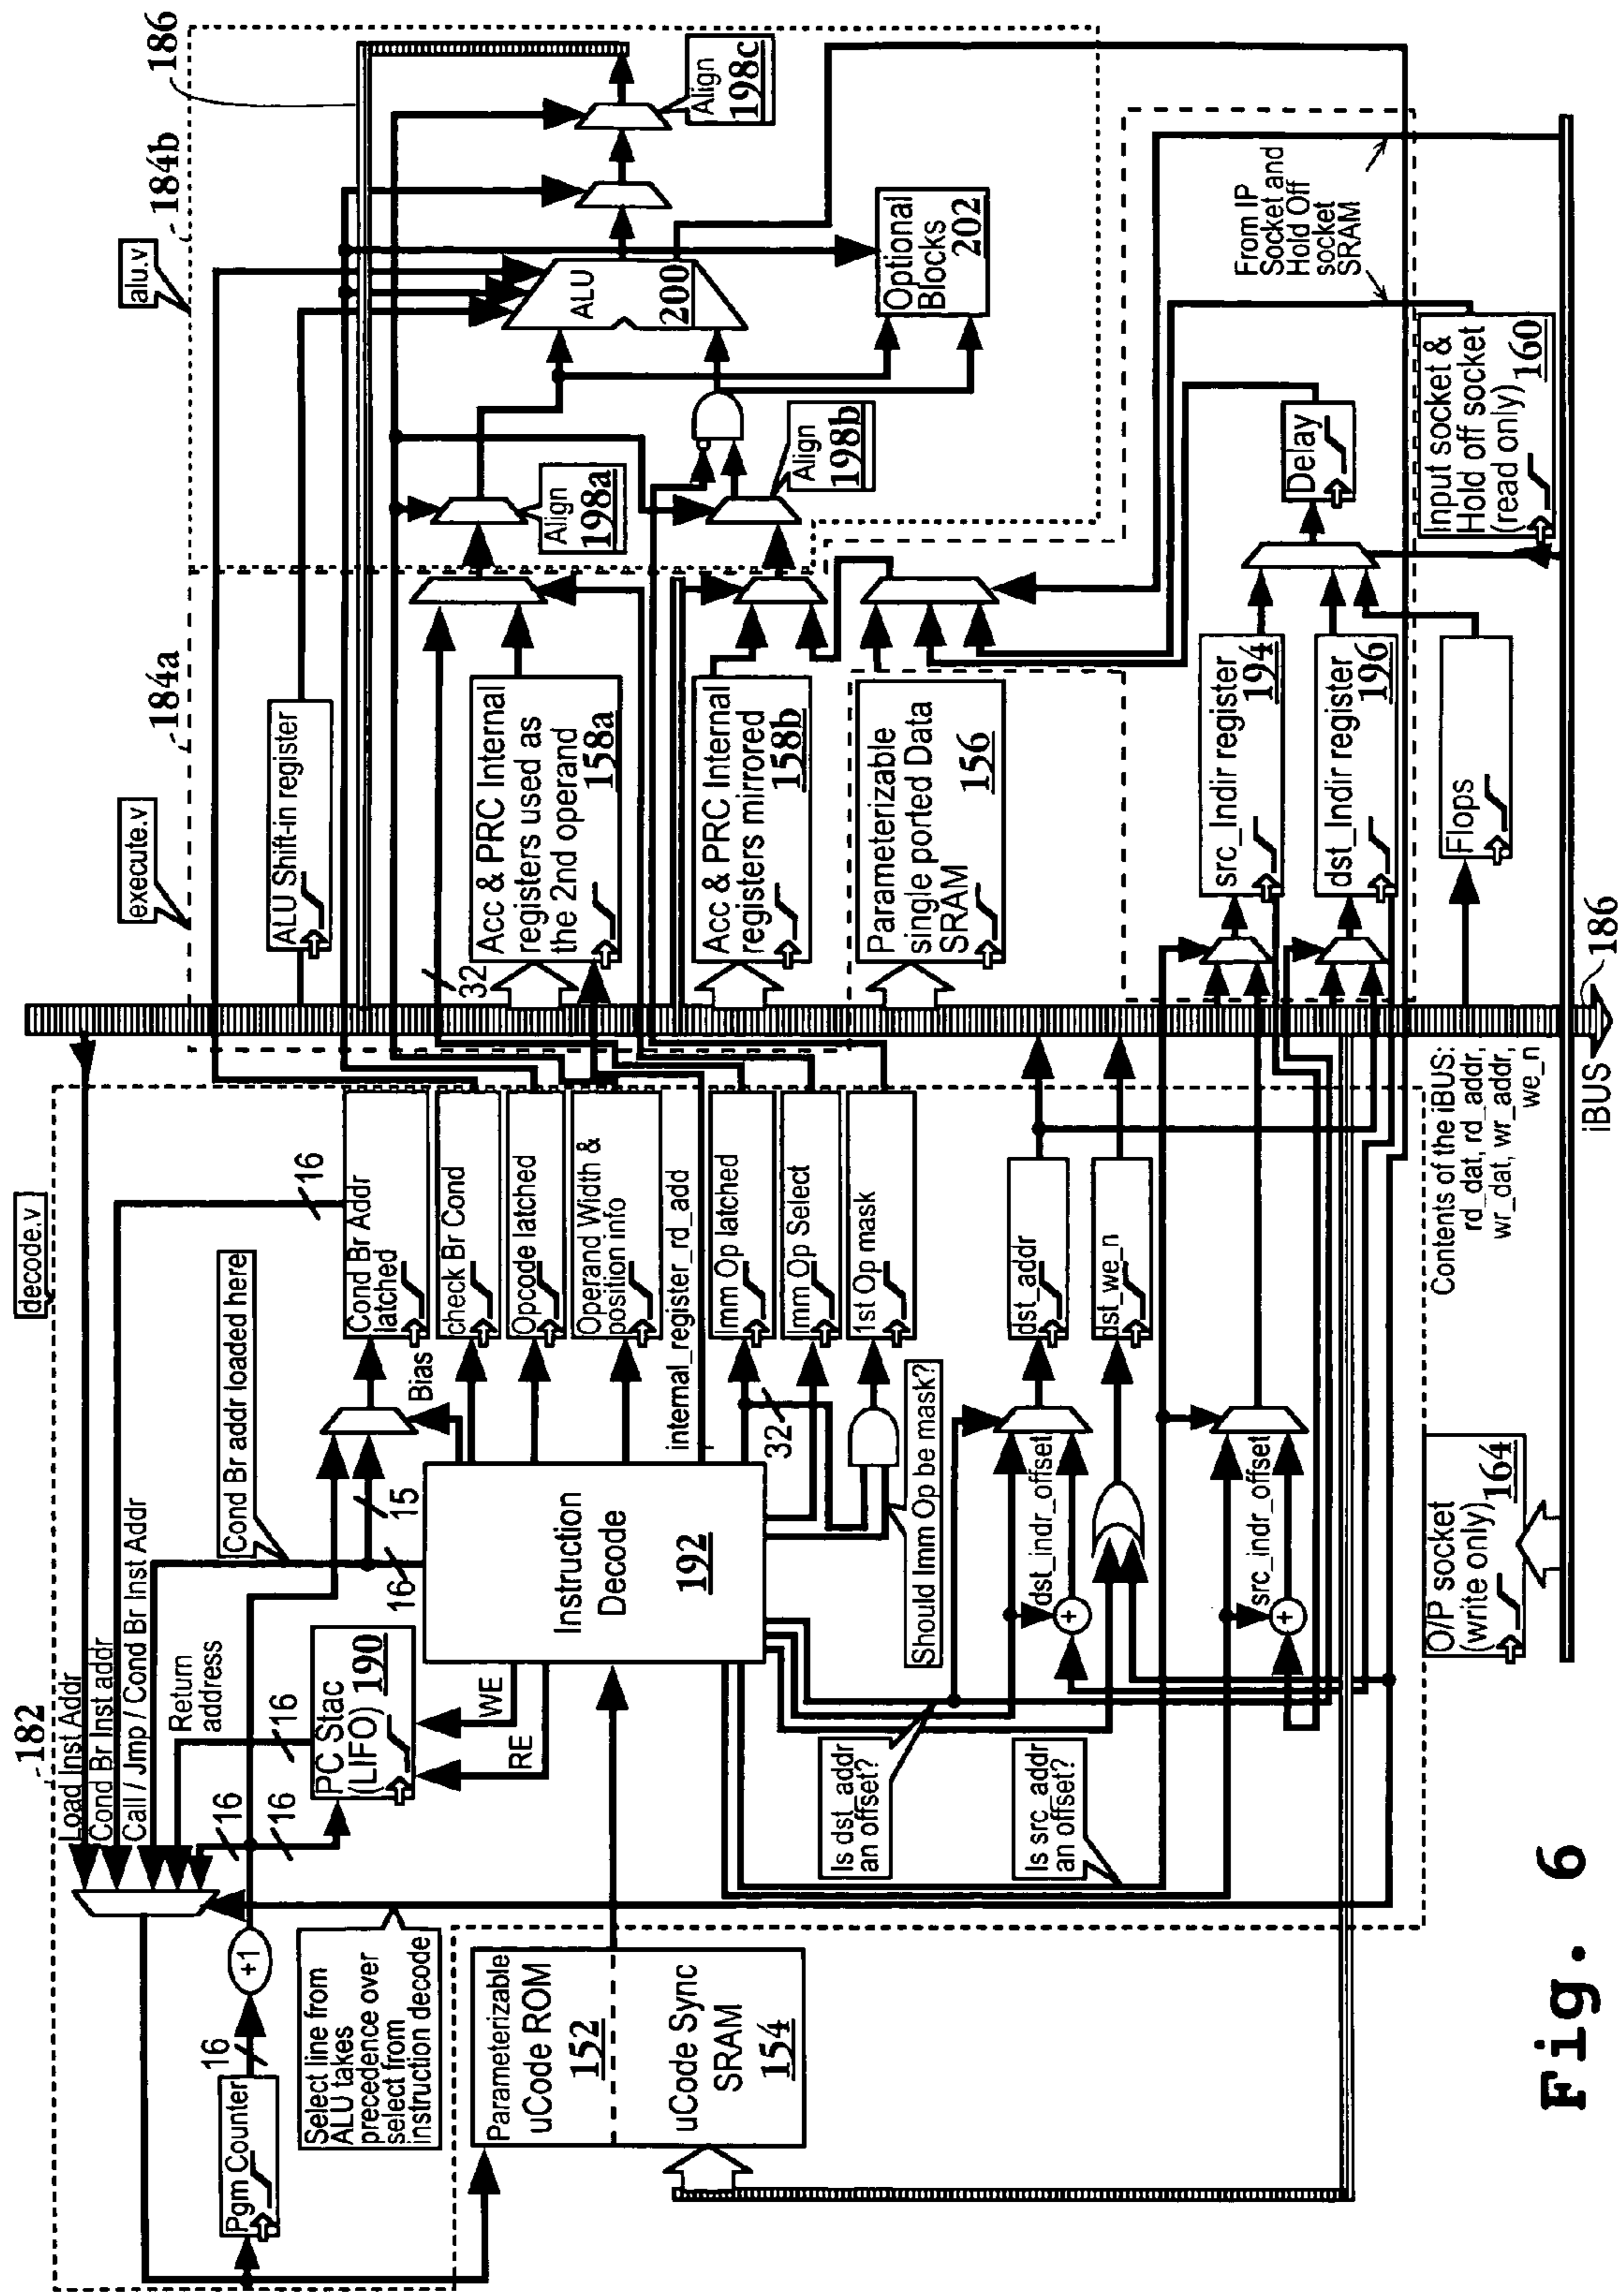 182
decode.v
execute.v
184a
alu.v
184b
186
Load Inst Addr
Cond Br Inst addr
Call / Jmp / Cond Br Inst Addr
Return
address
16
16
16
Cond Br addr loaded here
16
Pgm Counter
16
+1
Select line from
ALU takes
precedence over
select from
instruction decode
PC Stac
(LIFO) 190
RE
WE
16
15
Bias
Cond Br Addr
latched
check Br Cond
Opcode latched
Operand Width &
position info
internal_register_rd_add
Imm Op latched
Imm Op Select
1st Op mask
32
Should Imm Op be mask?
Parameterizable
uCode ROM
152
uCode Sync
SRAM
154
Instruction
Decode
192
Is dst_addr
an offset?
Is src_addr
an offset?
dst_indr_offset
+
src_indr_offset
+
dst_addr
dst_we_n
ALU Shift-in register
32
Acc & PRC Internal
registers used as
the 2nd operand
158a
Acc & PRC Internal
registers mirrored
158b
Parameterizable
single ported Data
SRAM
156
Align
198a
Align
198b
Align
198c
ALU
200
Optional
Blocks
202
src_Indir register
194
dst_Indir register
196
Flops
Delay
From IP
Socket and
Hold Off
socket
SRAM
Input socket &
Hold off socket
(read only) 160
O/P socket
(write only) 164
Contents of the iBUS:
rd_dat, rd_addr,
wr_dat, wr_addr,
we_n
iBUS
186
Fig. 6